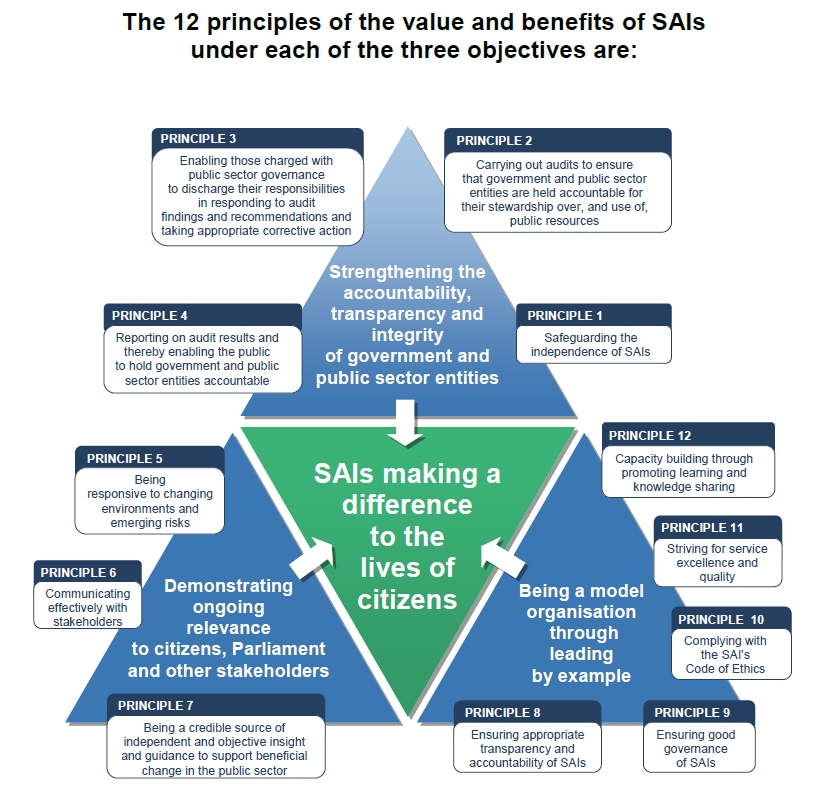 The 12 principles of the value and benefits of SAIs
under each of the three objectives are:
PRINCIPLE 3
Enabling those charged with
public sector governance
to discharge their responsibilities
in responding to audit
findings and recommendations and
taking appropriate corrective action
PRINCIPLE 2
Carrying out audits to ensure
that government and public sector
entities are held accountable for
their stewardship over, and use of,
public resources
Strengthening the
accountability,
transparency and
integrity
of government and
public sector entities
PRINCIPLE 4
Reporting on audit results and
thereby enabling the public
to hold government and public
sector entities accountable
PRINCIPLE 1
Safeguarding the
independence of SAIs
PRINCIPLE 5
Being
responsive to changing
environments and
emerging risks
SAIs making a
difference
to the
lives of
citizens
PRINCIPLE 12
Capacity building through
promoting learning and
knowledge sharing
PRINCIPLE 11
Striving for service
excellence and
quality
PRINCIPLE 6
Communicating
effectively with
stakeholders
Demonstrating
ongoing
relevance
to citizens, Parliament
and other stakeholders
Being a model
organisation
through
leading
by example
PRINCIPLE 10
Complying with
the SAI's
Code of Ethics
PRINCIPLE 7
Being a credible source of
independent and objective insight
and guidance to support beneficial
change in the public sector
PRINCIPLE 8
Ensuring appropriate
transparency and
accountability of SAIs
PRINCIPLE 9
Ensuring good
governance
of SAIs